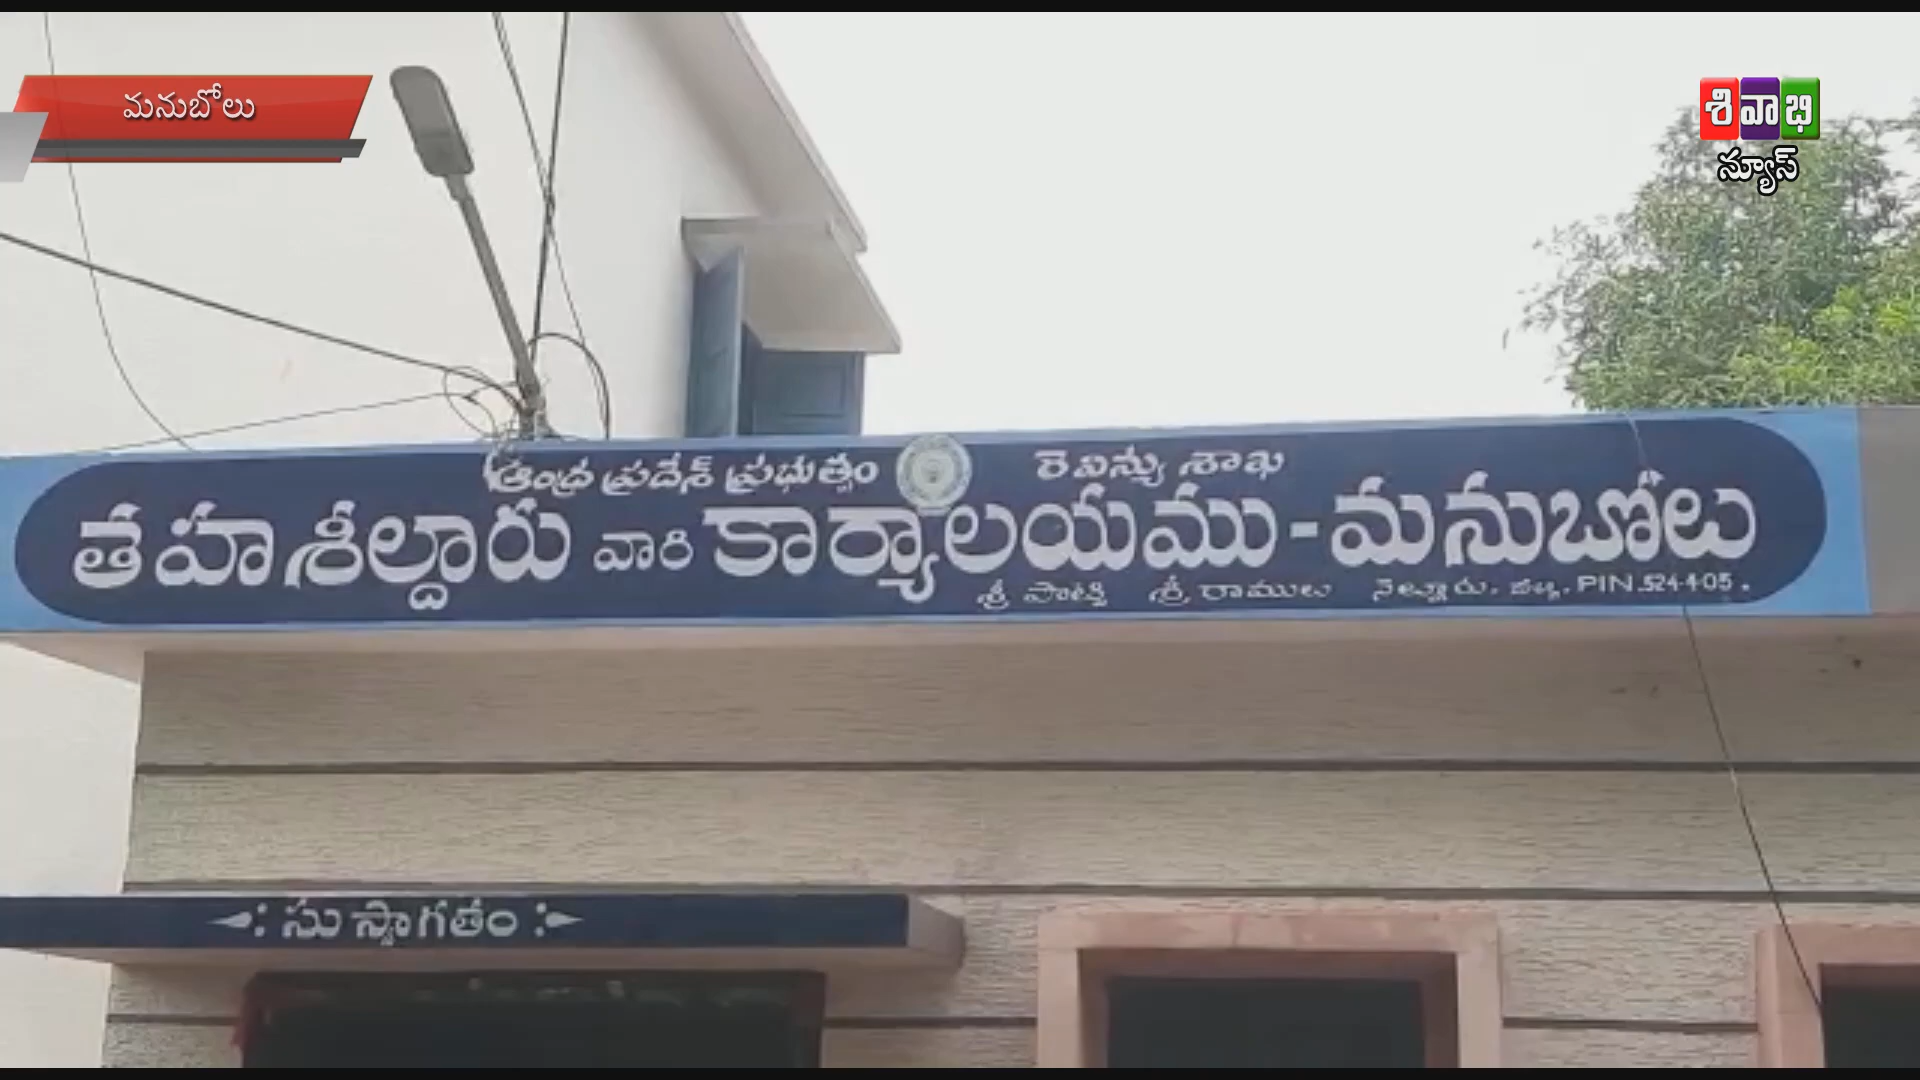 మనుబోలు
శివాభి
న్యూస్
ఆంధ్ర ప్రదేశ్ ప్రభుత్వం రెవిన్యు శాఖ
తహశీల్దారు వారి కార్యాలయము - మనుబోలు
శ్రీ పొట్టి శ్రీ రాములు నెల్లూరు. జిల్లా. PIN.524405.
సుస్వాగతం